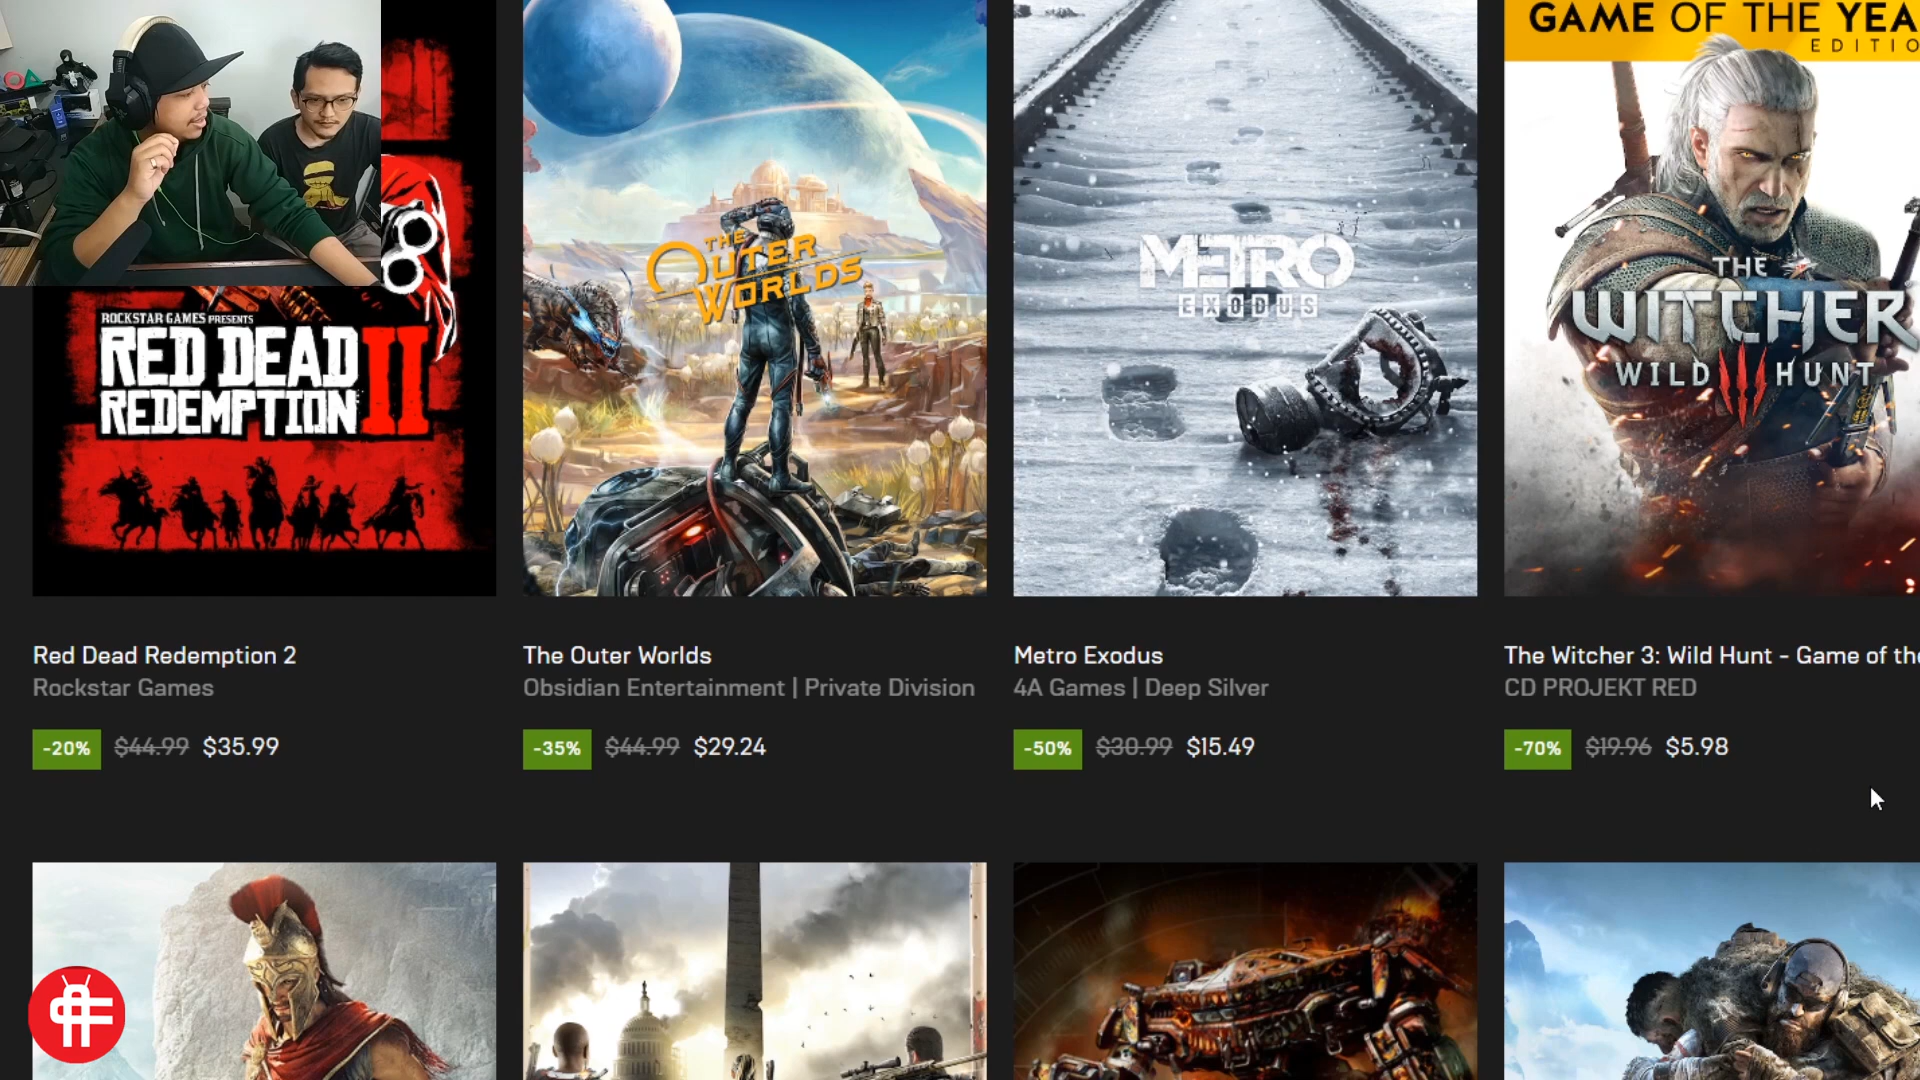 GAME OF THE YEA
EDITIO
ROCKSTAR GAMES PRESENTS
RED DEAD
REDEMPTION II
THE
OUTER
WORLDS
METRO
EXODUS
THE
WITCHER
WILD HUNT
Red Dead Redemption 2
Rockstar Games
-20% $44.99 $35.99
The Outer Worlds
Obsidian Entertainment | Private Division
-35% $44.99 $29.24
Metro Exodus
4A Games | Deep Silver
-50% $30.99 $15.49
The Witcher 3: Wild Hunt - Game of the
CD PROJEKT RED
-70% $19.96 $5.98